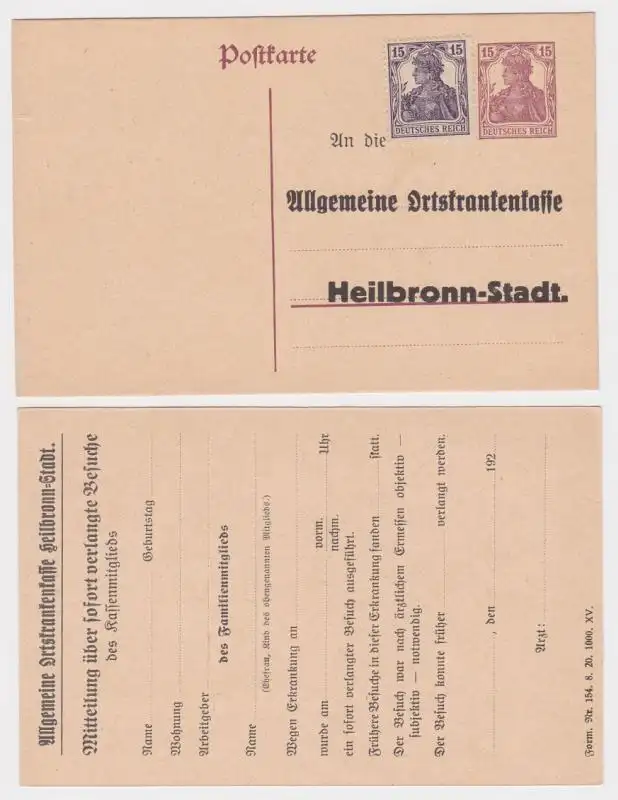 Postkarte
15 15
DEUTSCHES REICH
15 15
DEUTSCHES REICH
An die
Allgemeine Ortskrankenkasse
Heilbronn-Stadt.
Allgemeine Ortskrankenkasse Heilbronn-Stadt.
Mitteilung über sofort verlangte Besuche
des Kassenmitglieds
Name Geburtstag
Wohnung
Arbeitgeber
des Familienmitglieds
Name
(Ehefrau, Kind des obengenannten Mitglieds.)
Wegen Erkrankung an
wurde am vorm. nachm. Uhr
ein sofort verlangter Besuch ausgeführt.
Frühere Besuche in dieser Erkrankung fanden statt.
Der Besuch war nach ärztlichem Ermessen objektiv —
subjektiv — notwendig.
Der Besuch konnte früher verlangt werden.
, den 192
Arzt:
Form. Nr. 154. 8. 20. 1000. XV.